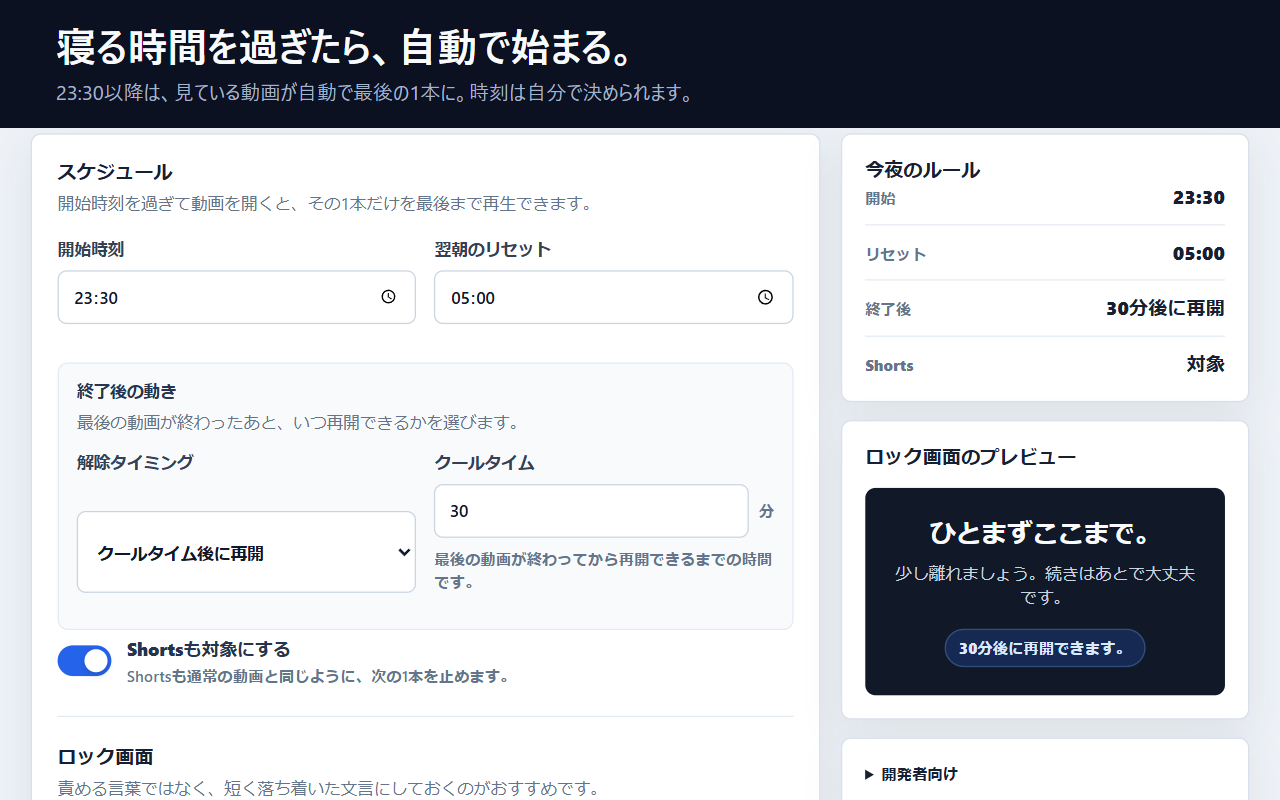 寝る時間を過ぎたら、自動で始まる。
23:30以降は、見ている動画が自動で最後の1本に。時刻は自分で決められます。
スケジュール
開始時刻を過ぎて動画を開くと、その1本だけを最後まで再生できます。
開始時刻
翌朝のリセット
23:30
05:00
終了後の動き
最後の動画が終わったあと、いつ再開できるかを選びます。
解除タイミング
クールタイム
クールタイム後に再開
30
分
最後の動画が終わってから再開できるまでの時間
です。
Shortsも対象にする
Shortsも通常の動画と同じように、次の1本を止めます。
ロック画面
責める言葉ではなく、短く落ち着いた文言にしておくのがおすすめです。
今夜のルール
開始 23:30
リセット 05:00
終了後 30分後に再開
Shorts 対象
ロック画面のプレビュー
ひとまずここまで。
少し離れましょう。続きはあとで大丈夫
です。
30分後に再開できます。
開発者向け